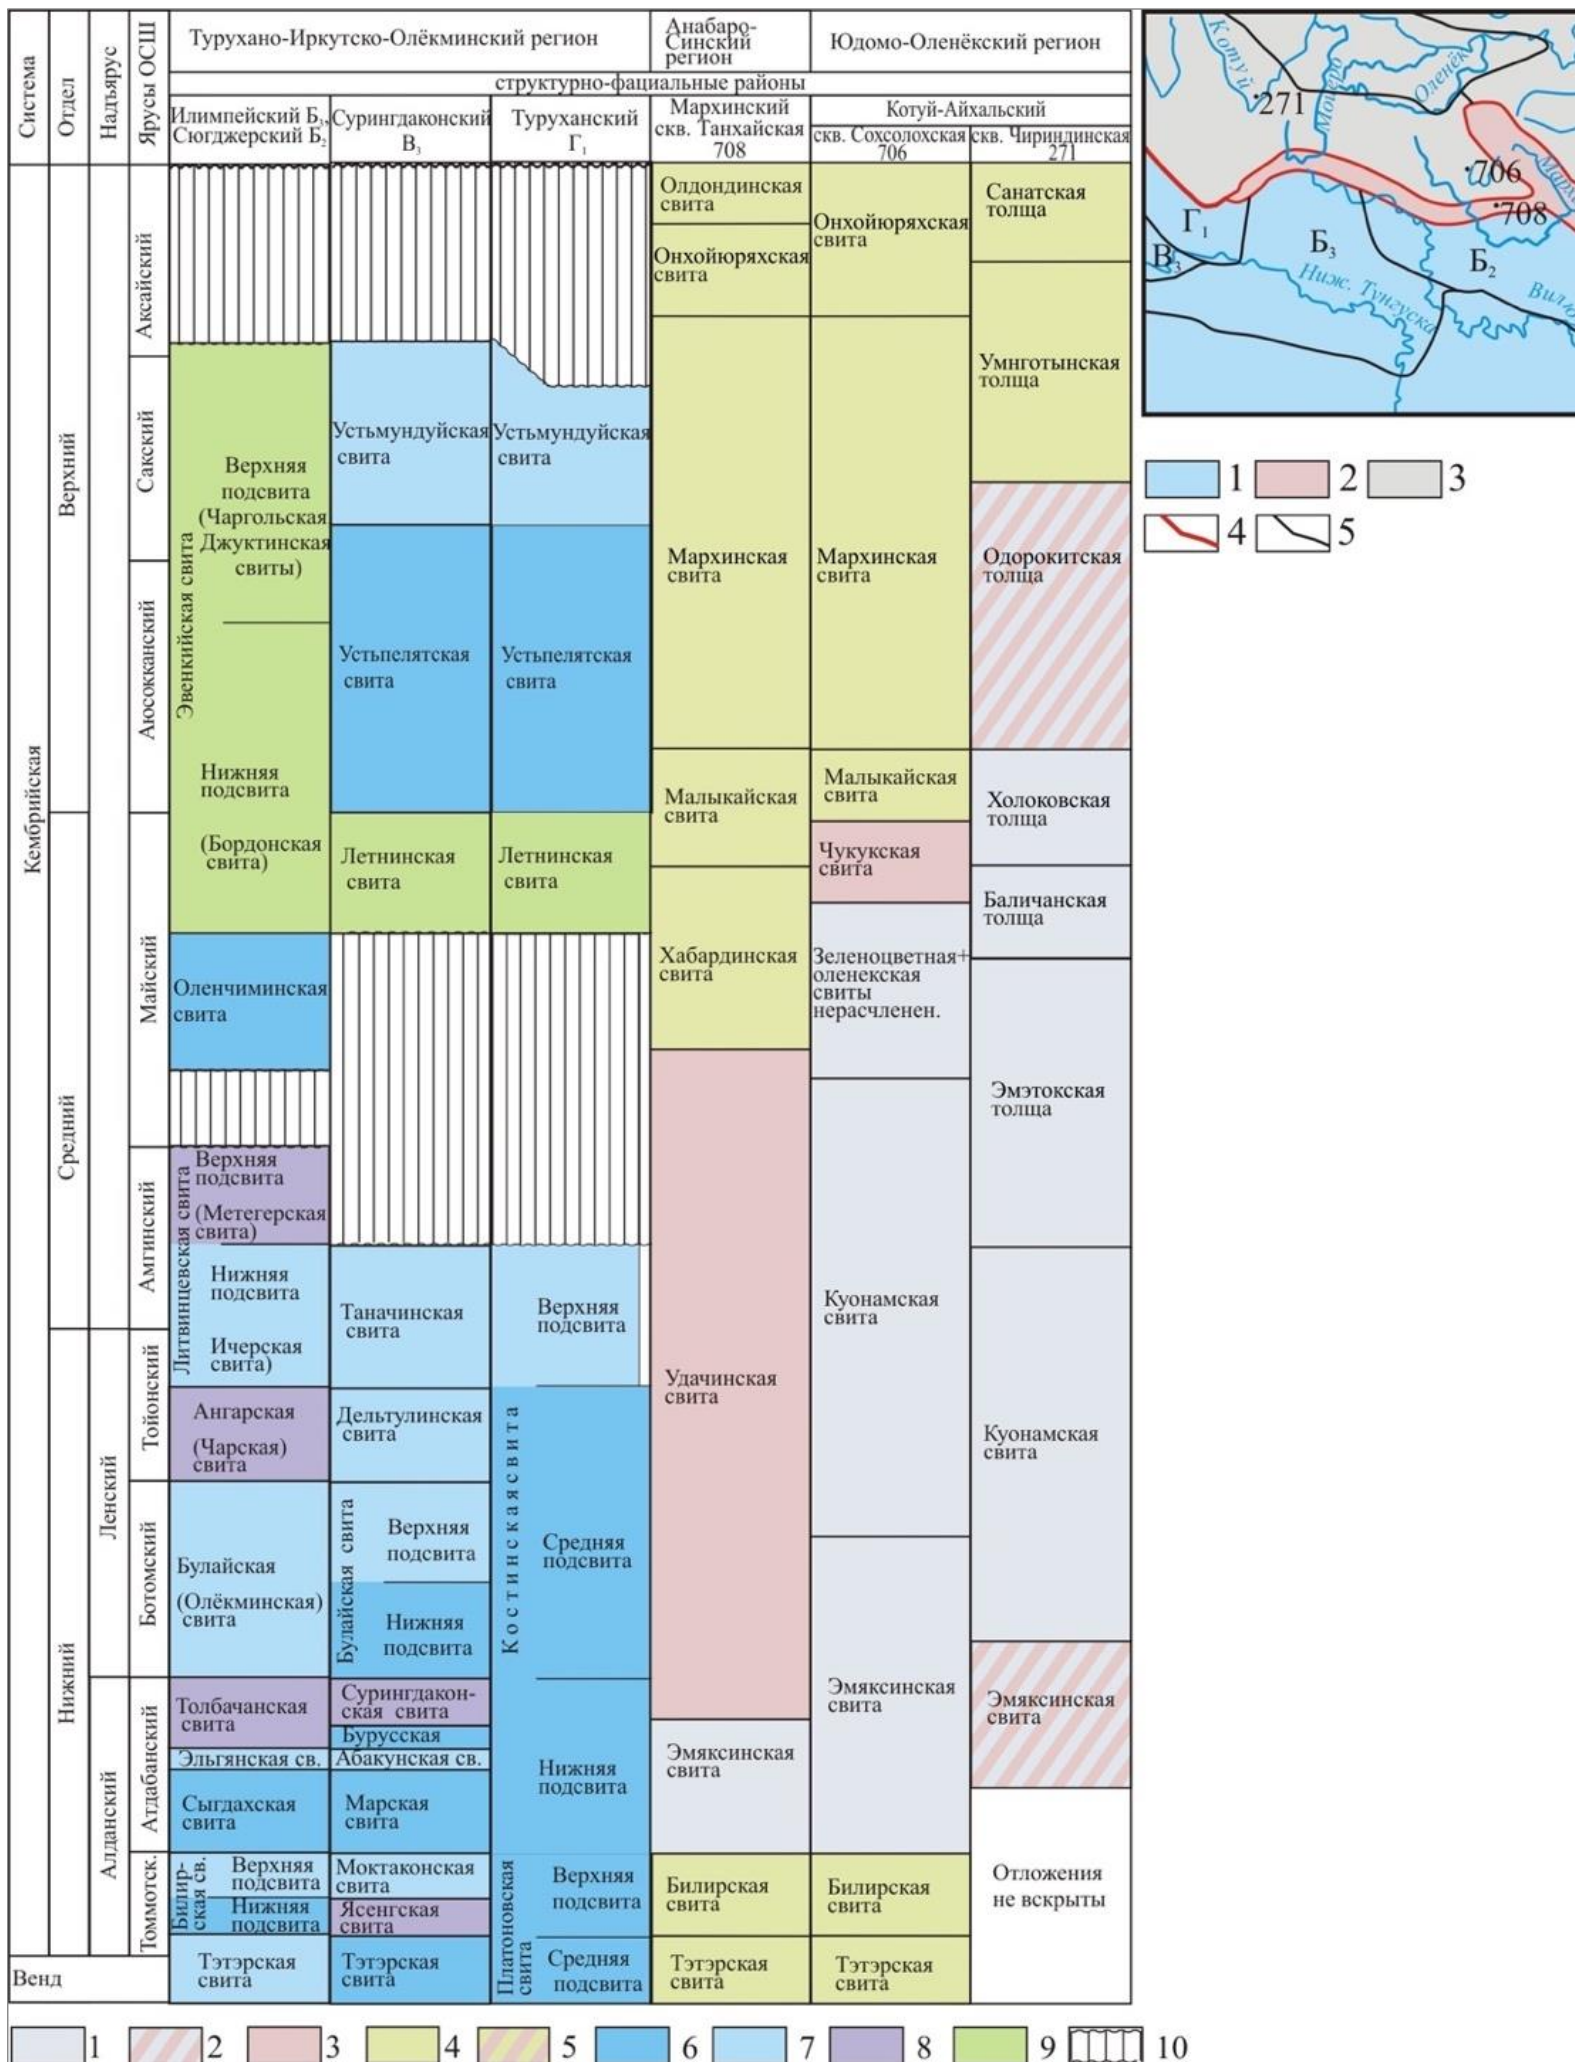 Система
Отдел
Надъярус
Ярусы ОСШ
Турухано-Иркутско-Олёкминский регион
Анабаро-
Синский
регион
Юдомо-Оленёкский регион
структурно-фациальные районы
Илимпейский Б3,
Сюгджерский Б2
Сурингдаконский
В3
Туруханский
Г1
Мархинский
скв. Танхайская
708
Котуй-Айхальский
скв. Сохсолохская
706
скв. Чириндинская
271
Кембрийская
Венд
Верхний
Средний
Нижний
Ленский
Алданский
Аксайский
Сакский
Аюсокканский
Майский
Амгинский
Тойонский
Ботомский
Атдабанский
Томмотск.
Эвенкийская свита
Верхняя
подсвита
(Чаргольская
Джуктинская
свиты)
Нижняя
подсвита
(Бордонская
свита)
Оленчиминская
свита
Литвинцевская свита
Верхняя
подсвита
(Метегерская
свита)
Нижняя
подсвита
Ичерская
свита)
Ангарская
(Чарская)
свита
Булайская
(Олёкминская)
свита
Толбачанская
свита
Эльгянская св.
Сыгдахская
свита
Билир-
ская св.
Верхняя
подсвита
Нижняя
подсвита
Тэтэрская
свита
Устьмундуйская
свита
Устьпелятская
свита
Летнинская
свита
Таначинская
свита
Дельтулинская
свита
Булайская свита
Верхняя
подсвита
Нижняя
подсвита
Сурингдакон-
ская свита
Бурусская
Абакунская св.
Марская
свита
Моктаконская
свита
Ясенгская
свита
Тэтэрская
свита
Устьмундуйская
свита
Устьпелятская
свита
Летнинская
свита
Костинская свита
Верхняя
подсвита
Средняя
подсвита
Нижняя
подсвита
Платоновская
свита
Верхняя
подсвита
Средняя
подсвита
Олдондинская
свита
Онхойюряхская
свита
Мархинская
свита
Малыкайская
свита
Хабардинская
свита
Удачинская
свита
Эмяксинская
свита
Билирская
свита
Тэтэрская
свита
Онхойюряхская
свита
Мархинская
свита
Малыкайская
свита
Чукукская
свита
Зеленоцветная+
оленекская
свиты
нерасчленен.
Куонамская
свита
Эмяксинская
свита
Билирская
свита
Тэтэрская
свита
Санатская
толща
Умнготынская
толща
Одорокитская
толща
Холоковская
толща
Баличанская
толща
Эмэтокская
толща
Куонамская
свита
Эмяксинская
свита
Отложения
не вскрыты
Котуй
271
Мойеро
Оленёк
706
708
Марх
Г1
В3
Б3
Б2
Ниж. Тунгуска
Вилю
1
2
3
4
5
1
2
3
4
5
6
7
8
9
10